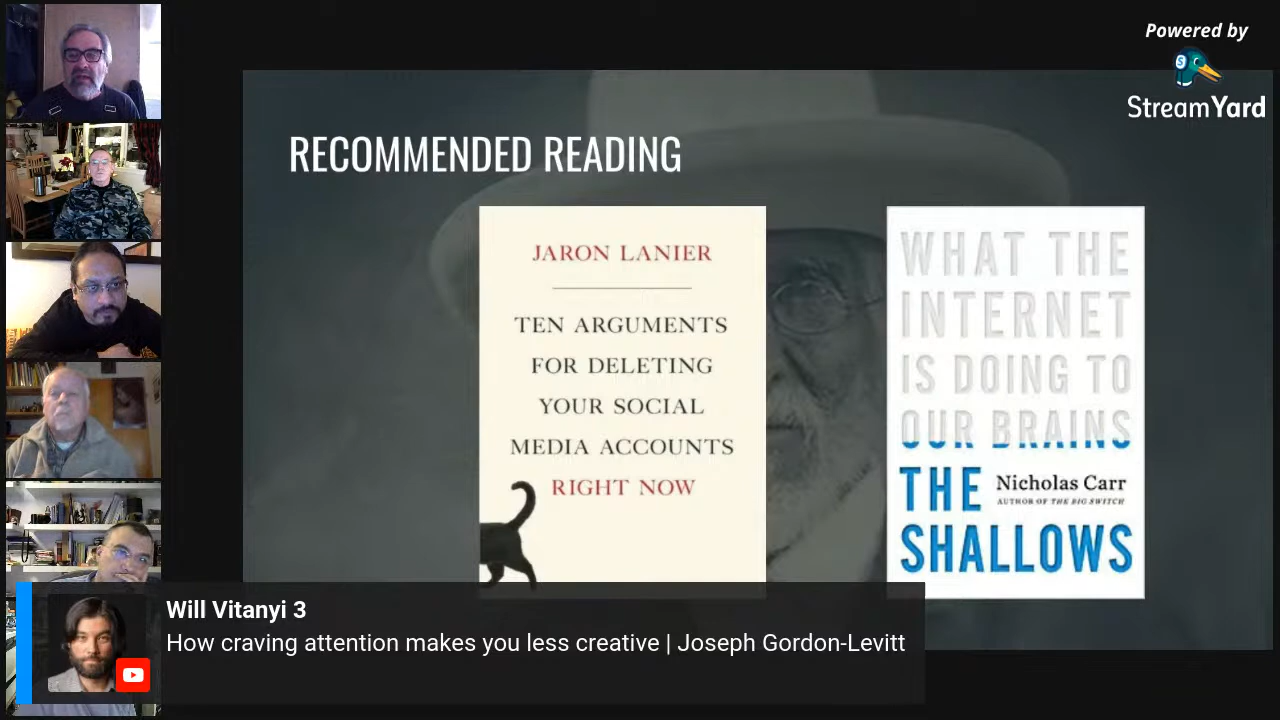 Powered by
StreamYard
RECOMMENDED READING
JARON LANIER
TEN ARGUMENTS
FOR DELETING
YOUR SOCIAL
MEDIA ACCOUNTS
RIGHT NOW
WHAT THE
INTERNET
IS DOING TO
OUR BRAINS
THE
Nicholas Carr
AUTHOR OF THE BIG SWITCH
SHALLOWS
Will Vitanyi 3
How craving attention makes you less creative | Joseph Gordon-Levitt